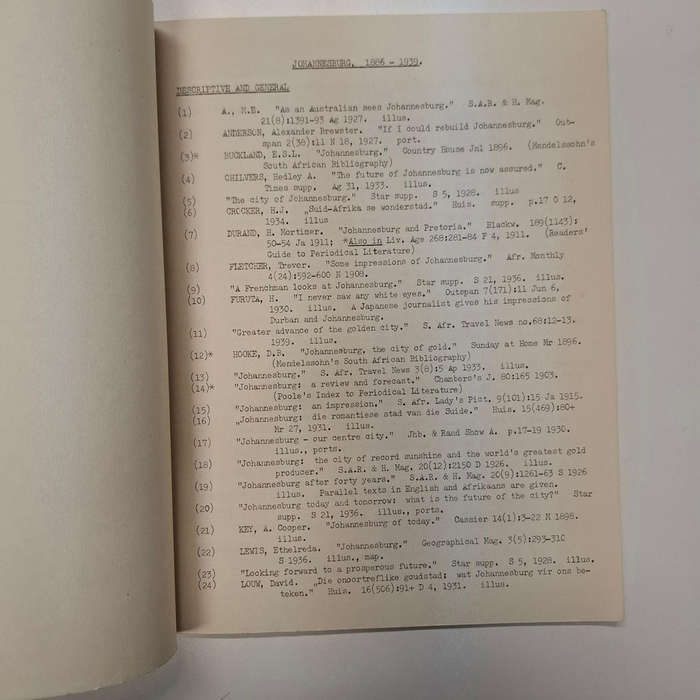 JOHANNESBURG, 1886 - 1939.
DESCRIPTIVE AND GENERAL
(1) A., M.E. "As an Australian sees Johannesburg." S.A.R. & H. Mag.
21(8):1391-93 Ag 1927. illus.
(2) ANDERSON, Alexander Brewster. "If I could rebuild Johannesburg." Out-
span 2(38):11 N 18, 1927. port.
(3)* BUCKLAND, E.S.L. "Johannesburg." Country House Jnl 1896. (Mendelssohn's
South African Bibliography)
(4) CHILVERS, Hedley A. "The future of Johannesburg is now assured." C.
Times supp. Ag 31, 1933. illus.
(5) "The city of Johannesburg." Star supp. S 5, 1928. illus
(6) CROCKER, H.J. „Suid-Afrika se wonderstad." Huis. supp. p.17 O 12,
1934. illus
(7) DURAND, H. Mortimer. "Johannesburg and Pretoria." Blackw. 189(1143):
50-54 Ja 1911; *Also in Liv. Age 268:281-84 F 4, 1911. (Readers'
Guide to Periodical Literature)
(8) FLETCHER, Trevor. "Some impressions of Johannesburg." Afr. Monthly
4(24):592-600 N 1908.
(9) "A Frenchman looks at Johannesburg." Star supp. S 21, 1936. illus.
(10) FURUTA, H. "I never saw any white eyes." Outspan 7(171):11 Jun 6,
1930. illus. A Japanese journalist gives his impressions of
Durban and Johannesburg.
(11) "Greater advance of the golden city." S. Afr. Travel News no.68:12-13.
1939. illus.
(12)* HOOKE, D.B. "Johannesburg, the city of gold." Sunday at Home Mr 1896.
(Mendelssohn's South African Bibliography)
(13) "Johannesburg." S. Afr. Travel News 3(8):5 Ap 1933. illus.
(14)* "Johannesburg: a review and forecast." Chambers's J. 80:165 1903.
(Poole's Index to Periodical Literature)
(15) "Johannesburg: an impression." S. Afr. Lady's Pict. 9(101):15 Ja 1915.
(16) „Johannesburg: die romantiese stad van die Suide." Huis. 15(469):80+
Mr 27, 1931. illus.
(17) "Johannesburg - our centre city." Jhb. & Rand Show A. p.17-19 1930.
illus., ports.
(18) "Johannesburg: the city of record sunshine and the world's greatest gold
producer." S.A.R. & H. Mag. 20(12):2150 D 1926. illus.
(19) "Johannesburg after forty years." S.A.R. & H. Mag. 20(9):1261-63 S 1926
illus. Parallel texts in English and Afrikaans are given.
(20) "Johannesburg today and tomorrow: what is the future of the city?" Star
supp. S 21, 1936. illus., ports.
(21) KEY, A. Cooper. "Johannesburg of today." Cassier 14(1):3-22 N 1898.
illus.
(22) LEWIS, Ethelreda. "Johannesburg." Geographical Mag. 3(5):293-310
S 1936. illus., map.
(23) "Looking forward to a prosperous future." Star supp. S 5, 1928. illus.
(24) LOUW, David. „Die onoortreflike goudstad: wat Johannesburg vir ons be-
teken." Huis. 16(506):91+ D 4, 1931. illus.